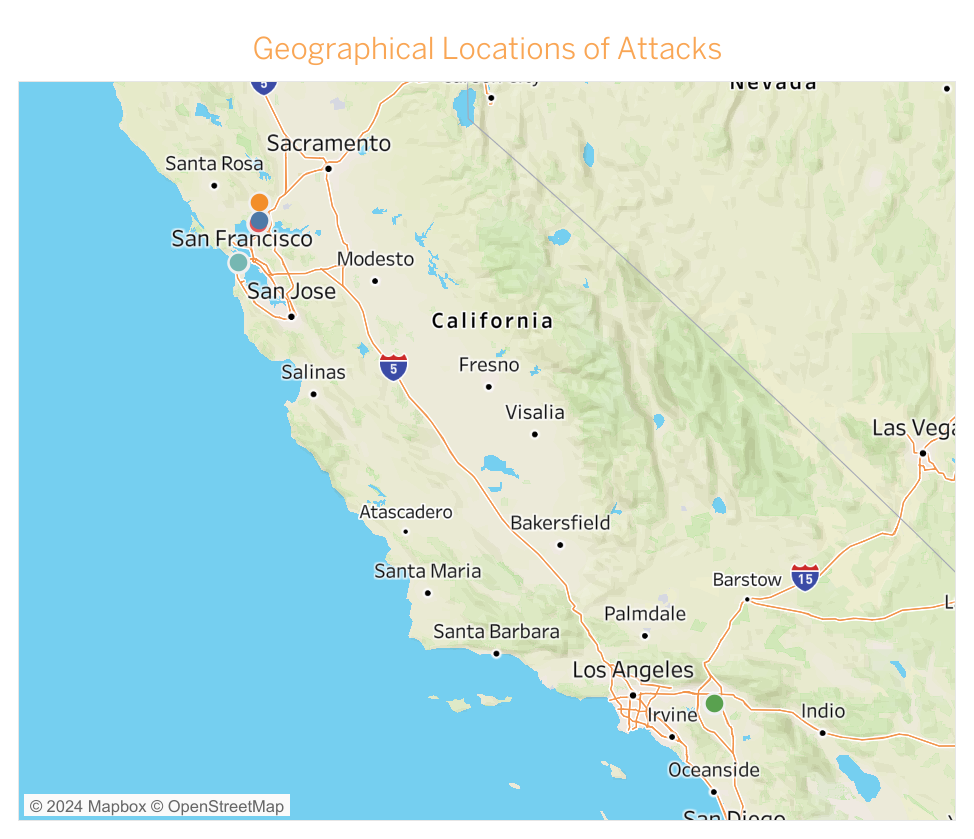 Geographical Locations of Attacks
5
Nevada
Sacramento
Santa Rosa
San Francisco
Modesto
San Jose
California
5
Fresno
Salinas
Visalia
Las Vega
Atascadero
Bakersfield
Santa Maria
Barstow
15
Palmdale
L
Santa Barbara
Los Angeles
Irvine
Indio
Oceanside
San Diego
© 2024 Mapbox © OpenStreetMap